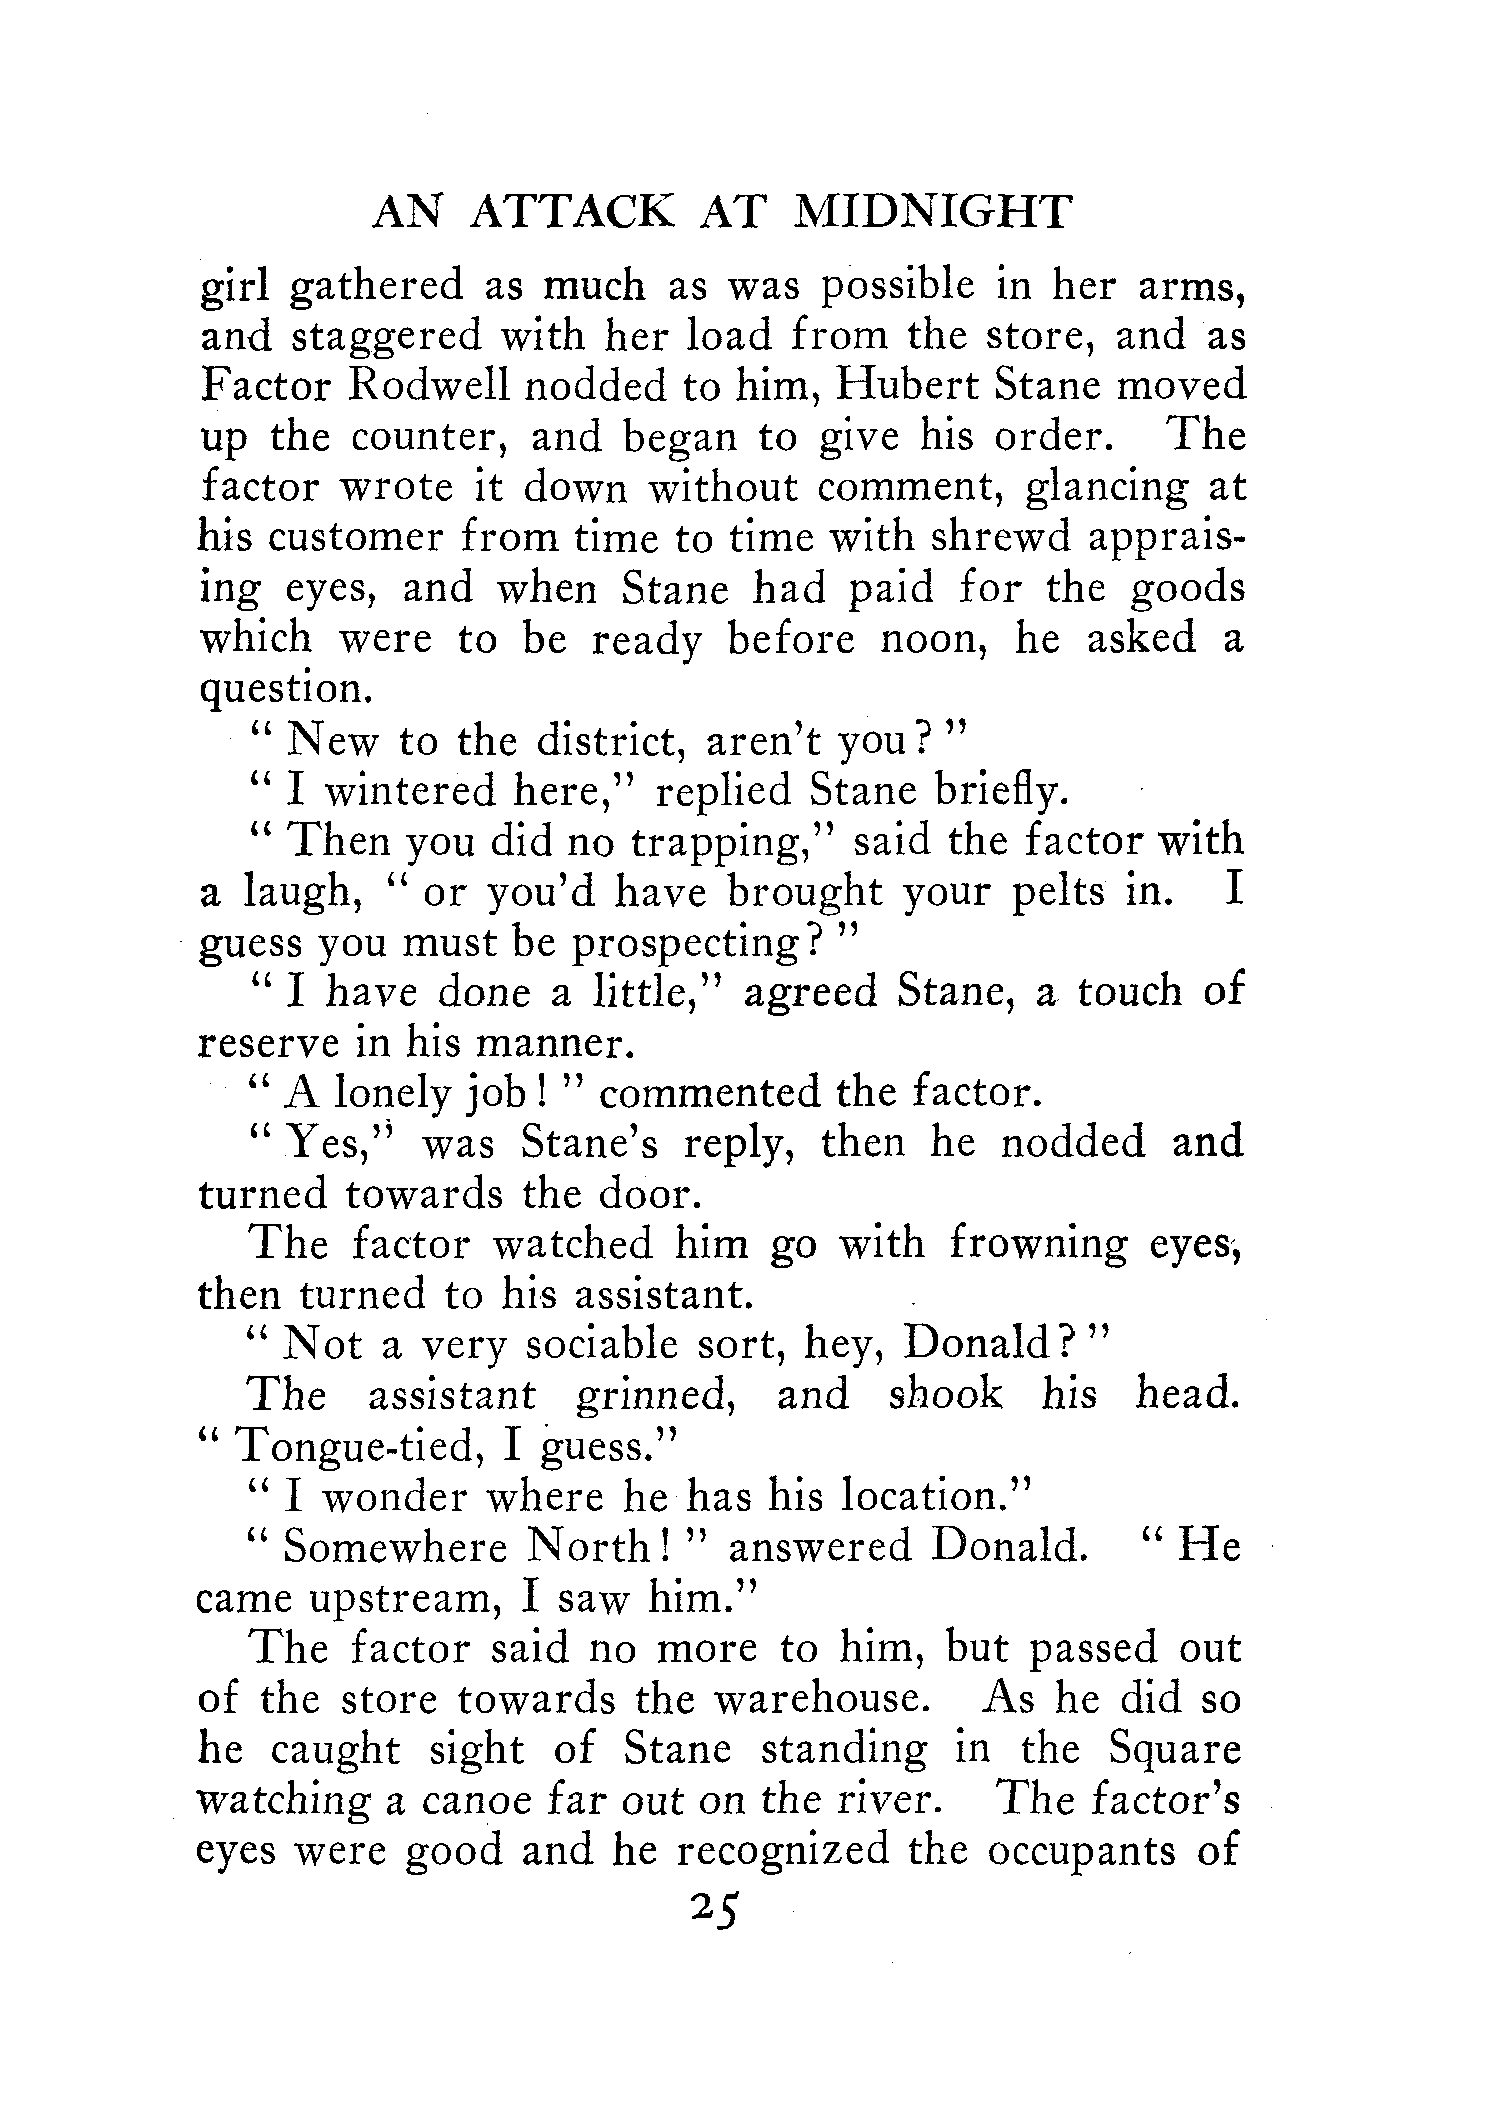 AN ATTACK AT MIDNIGHT
girl gathered as much as was possible in her arms,
and staggered with her load from the store, and as
Factor Rodwell nodded to him, Hubert Stane moved
up the counter, and began to give his order. The
factor wrote it down without comment, glancing at
his customer from time to time with shrewd apprais-
ing eyes, and when Stane had paid for the goods
which were to be ready before noon, he asked a
question.
" New to the district, aren't you? "
" I wintered here," replied Stane briefly.
" Then you did no trapping," said the factor with
a laugh, " or you'd have brought your pelts in. I
guess you must be prospecting? "
" I have done a little," agreed Stane, a touch of
reserve in his manner.
" A lonely job! " commented the factor.
" Yes," was Stane's reply, then he nodded and
turned towards the door.
The factor watched him go with frowning eyes,
then turned to his assistant.
" Not a very sociable sort, hey, Donald? "
The assistant grinned, and shook his head.
" Tongue-tied, I guess."
" I wonder where he has his location."
" Somewhere North! " answered Donald. " He
came upstream, I saw him."
The factor said no more to him, but passed out
of the store towards the warehouse. As he did so
he caught sight of Stane standing in the Square
watching a canoe far out on the river. The factor's
eyes were good and he recognized the occupants of
25